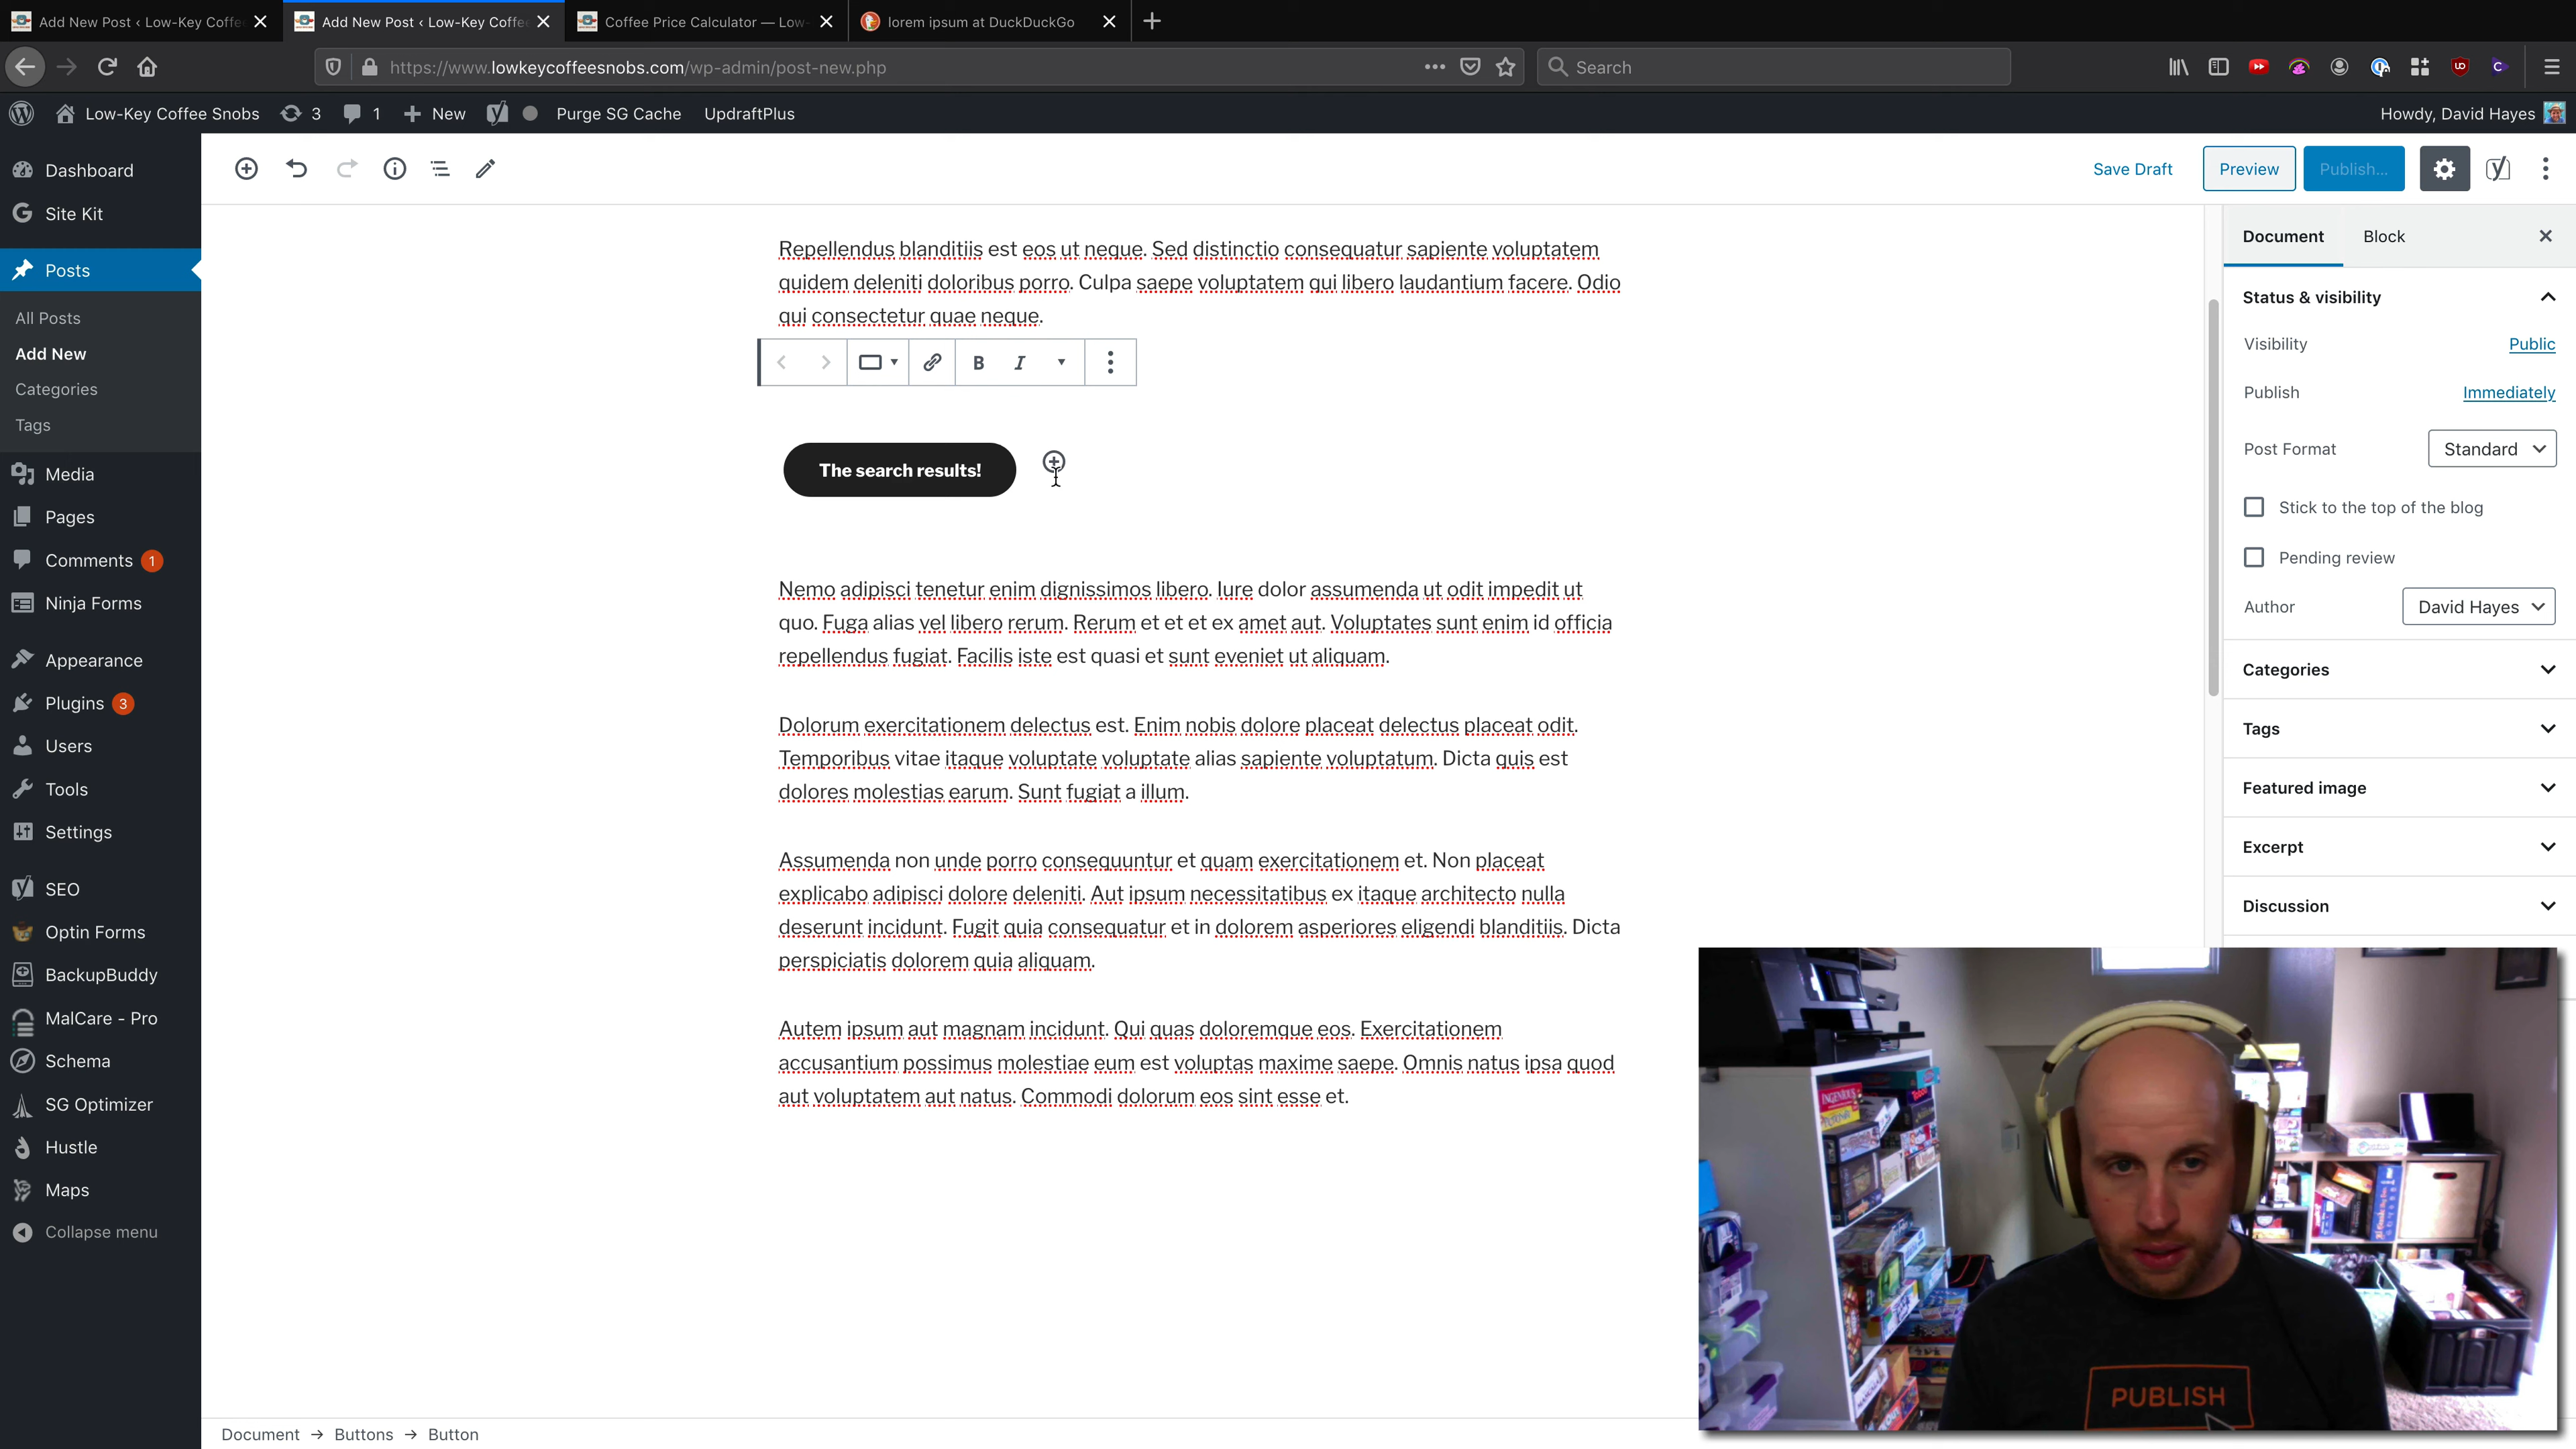 Add New Post ‹ Low-Key Coffe
Add New Post ‹ Low-Key Coffe
Coffee Price Calculator — Low-
lorem ipsum at DuckDuckGo
https://www.lowkeycoffeesnobs.com/wp-admin/post-new.php
Search
Low-Key Coffee Snobs
3
1
New
Purge SG Cache
UpdraftPlus
Howdy, David Hayes
Dashboard
Site Kit
Posts
All Posts
Add New
Categories
Tags
Media
Pages
Comments 1
Ninja Forms
Appearance
Plugins 3
Users
Tools
Settings
SEO
Optin Forms
BackupBuddy
MalCare - Pro
Schema
SG Optimizer
Hustle
Maps
Collapse menu
Save Draft
Preview
Publish...
Repellendus blanditiis est eos ut neque. Sed distinctio consequatur sapiente voluptatem
quidem deleniti doloribus porro. Culpa saepe voluptatem qui libero laudantium facere. Odio
qui consectetur quae neque.
B
I
The search results!
Nemo adipisci tenetur enim dignissimos libero. Iure dolor assumenda ut odit impedit ut
quo. Fuga alias vel libero rerum. Rerum et et et ex amet aut. Voluptates sunt enim id officia
repellendus fugiat. Facilis iste est quasi et sunt eveniet ut aliquam.
Dolorum exercitationem delectus est. Enim nobis dolore placeat delectus placeat odit.
Temporibus vitae itaque voluptate voluptate alias sapiente voluptatum. Dicta quis est
dolores molestias earum. Sunt fugiat a illum.
Assumenda non unde porro consequuntur et quam exercitationem et. Non placeat
explicabo adipisci dolore deleniti. Aut ipsum necessitatibus ex itaque architecto nulla
deserunt incidunt. Fugit quia consequatur et in dolorem asperiores eligendi blanditiis. Dicta
perspiciatis dolorem quia aliquam.
Autem ipsum aut magnam incidunt. Qui quas doloremque eos. Exercitationem
accusantium possimus molestiae eum est voluptas maxime saepe. Omnis natus ipsa quod
aut voluptatem aut natus. Commodi dolorum eos sint esse et.
Document
Block
Status & visibility
Visibility
Public
Publish
Immediately
Post Format
Standard
Stick to the top of the blog
Pending review
Author
David Hayes
Categories
Tags
Featured image
Excerpt
Discussion
PUBLISH
Document → Buttons → Button